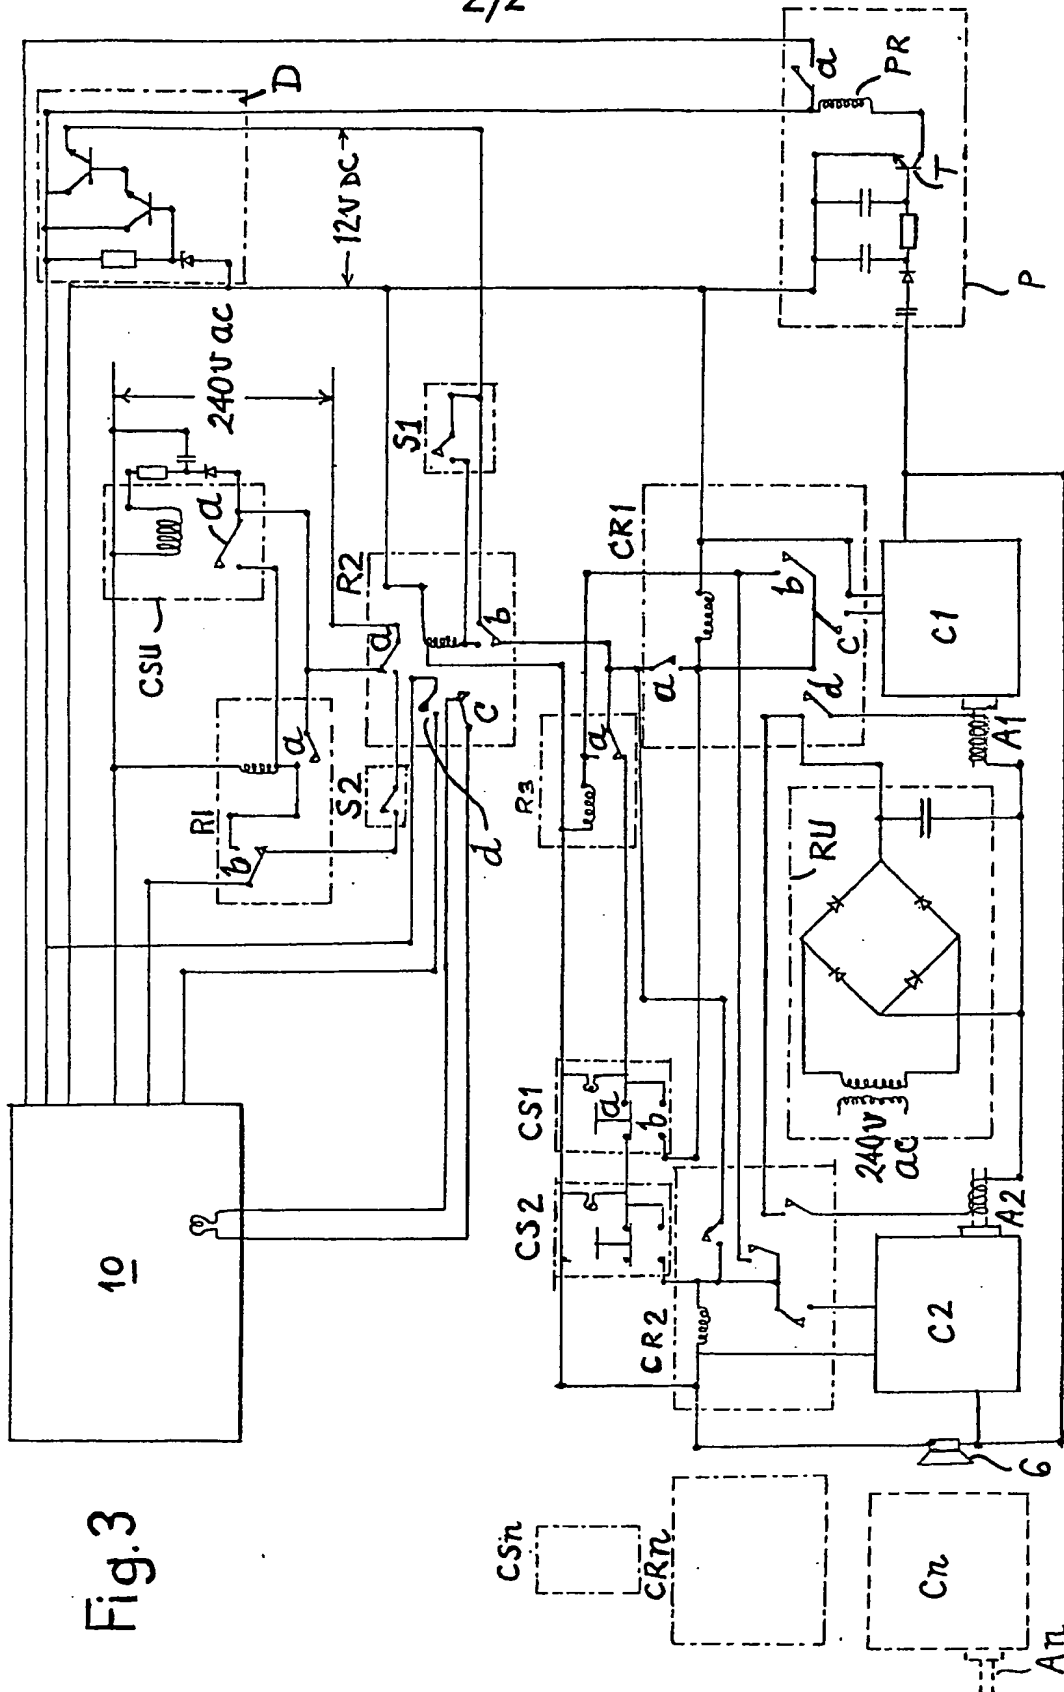 2/2
Fig.3
10
D
12V DC
240V ac
CSU
a
R1
a
b
R2
a
b
c
d
S1
S2
R3
a
CR1
a
b
c
d
CS1
a
b
CS2
CR2
C1
A1
RU
240V
ac
A2
C2
6
P
PR
a
T
CSn
CRn
Cn
An